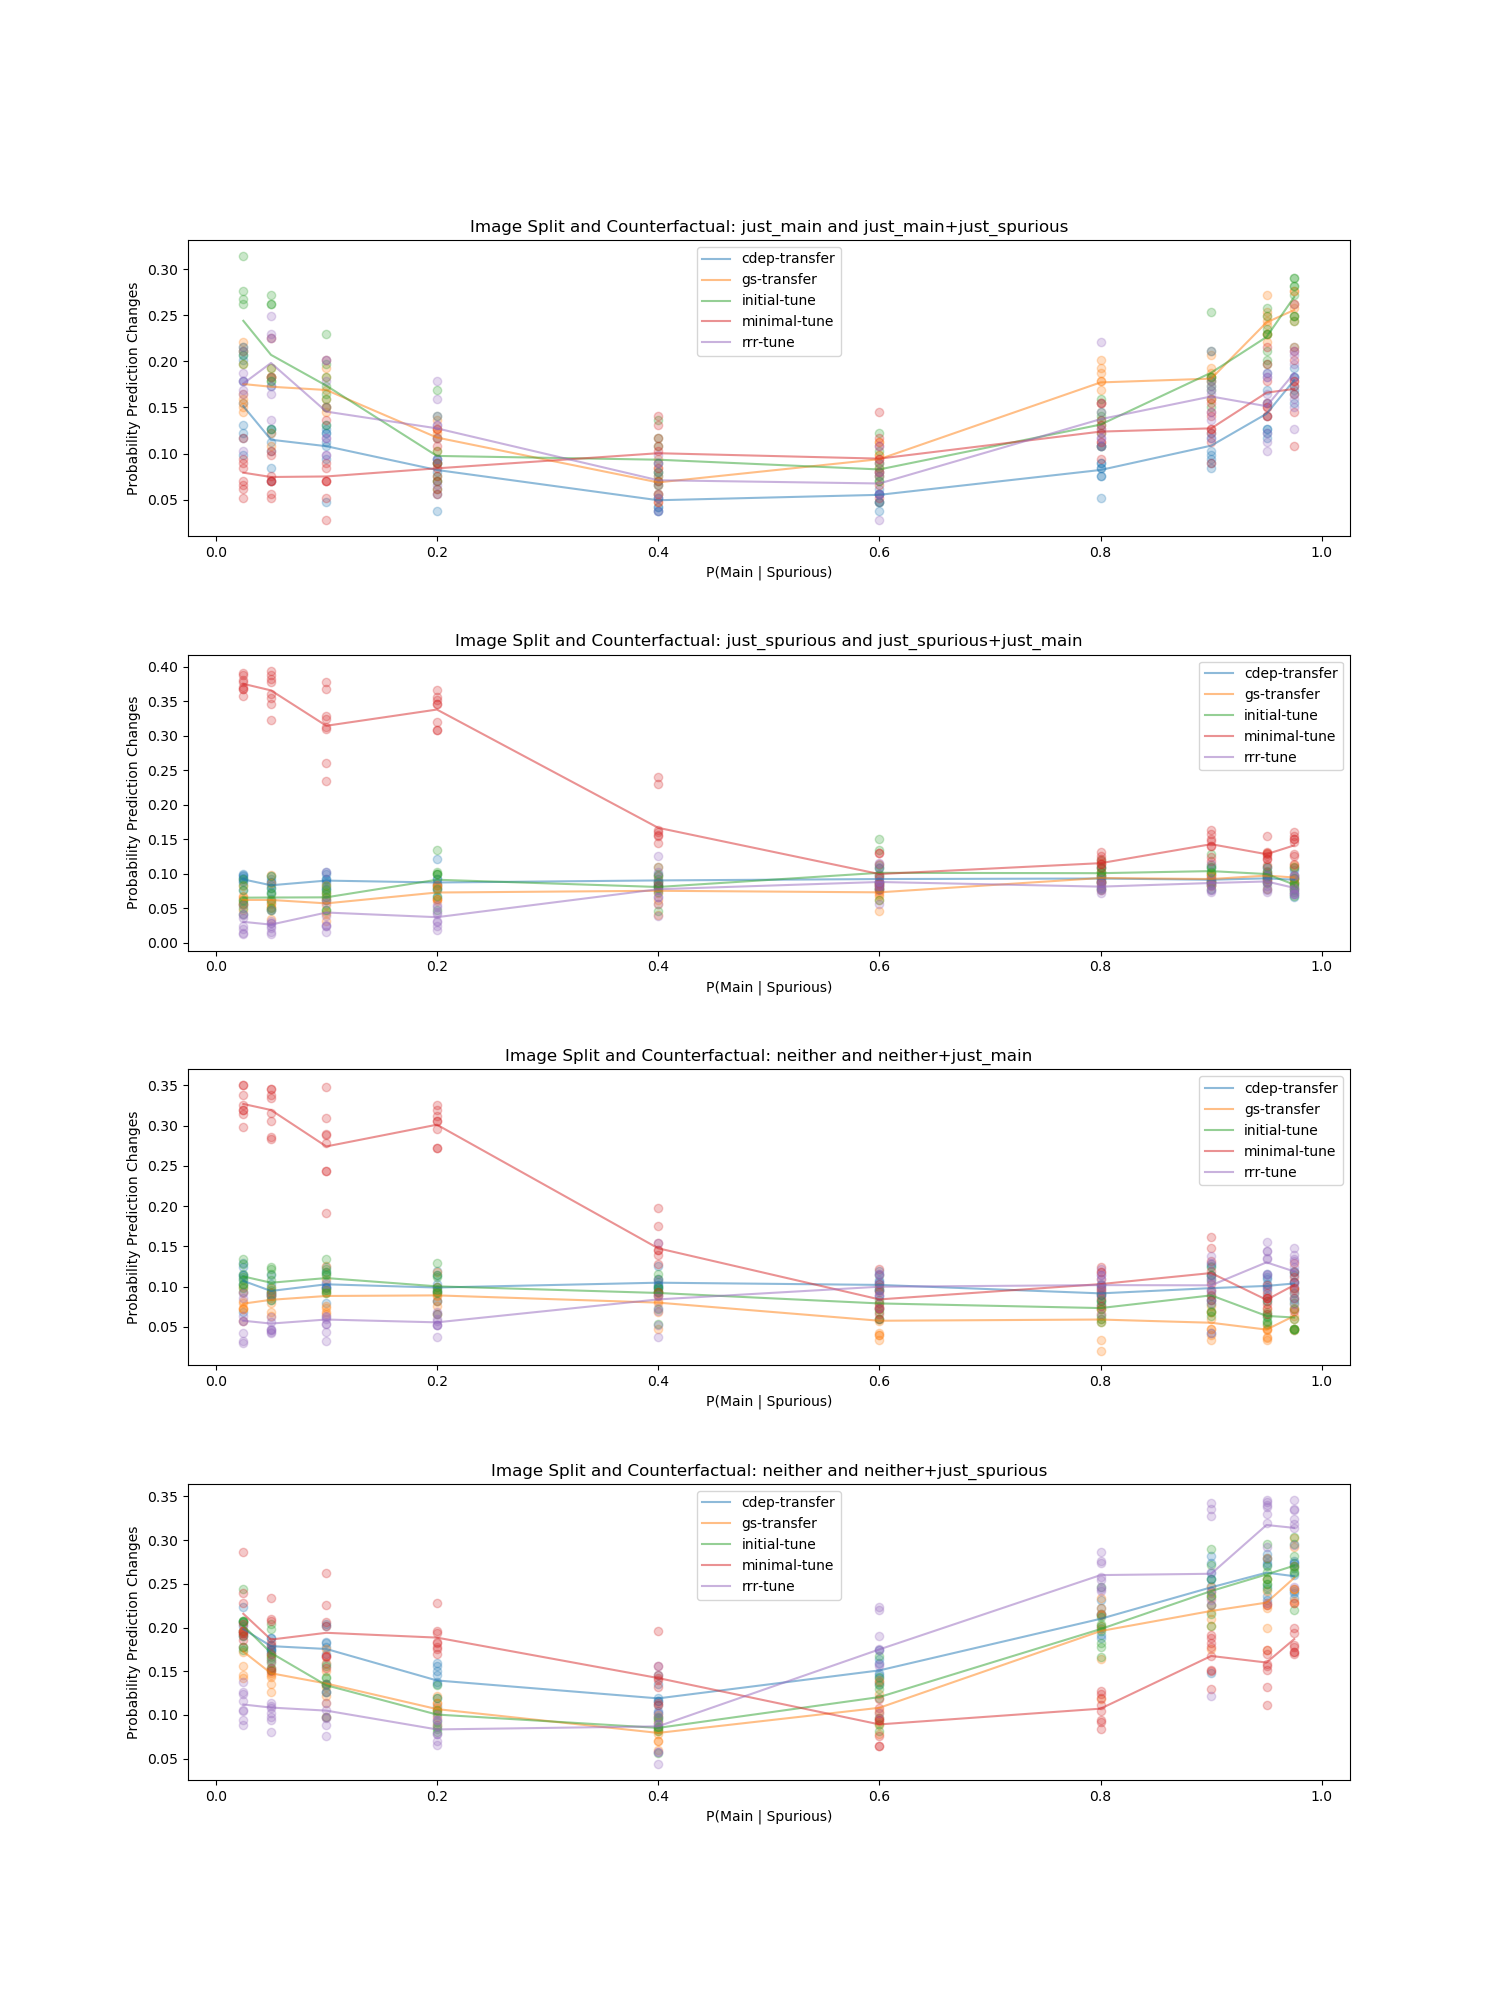 Image Split and Counterfactual: just_main and just_main+just_spurious
Probability Prediction Changes
0.30
0.25
0.20
0.15
0.10
0.05
cdep-transfer
gs-transfer
initial-tune
minimal-tune
rrr-tune
0.0 0.2 0.4 0.6 0.8 1.0
P(Main | Spurious)
Image Split and Counterfactual: just_spurious and just_spurious+just_main
Probability Prediction Changes
0.40
0.35
0.30
0.25
0.20
0.15
0.10
0.05
0.00
cdep-transfer
gs-transfer
initial-tune
minimal-tune
rrr-tune
0.0 0.2 0.4 0.6 0.8 1.0
P(Main | Spurious)
Image Split and Counterfactual: neither and neither+just_main
Probability Prediction Changes
0.35
0.30
0.25
0.20
0.15
0.10
0.05
cdep-transfer
gs-transfer
initial-tune
minimal-tune
rrr-tune
0.0 0.2 0.4 0.6 0.8 1.0
P(Main | Spurious)
Image Split and Counterfactual: neither and neither+just_spurious
Probability Prediction Changes
0.35
0.30
0.25
0.20
0.15
0.10
0.05
cdep-transfer
gs-transfer
initial-tune
minimal-tune
rrr-tune
0.0 0.2 0.4 0.6 0.8 1.0
P(Main | Spurious)